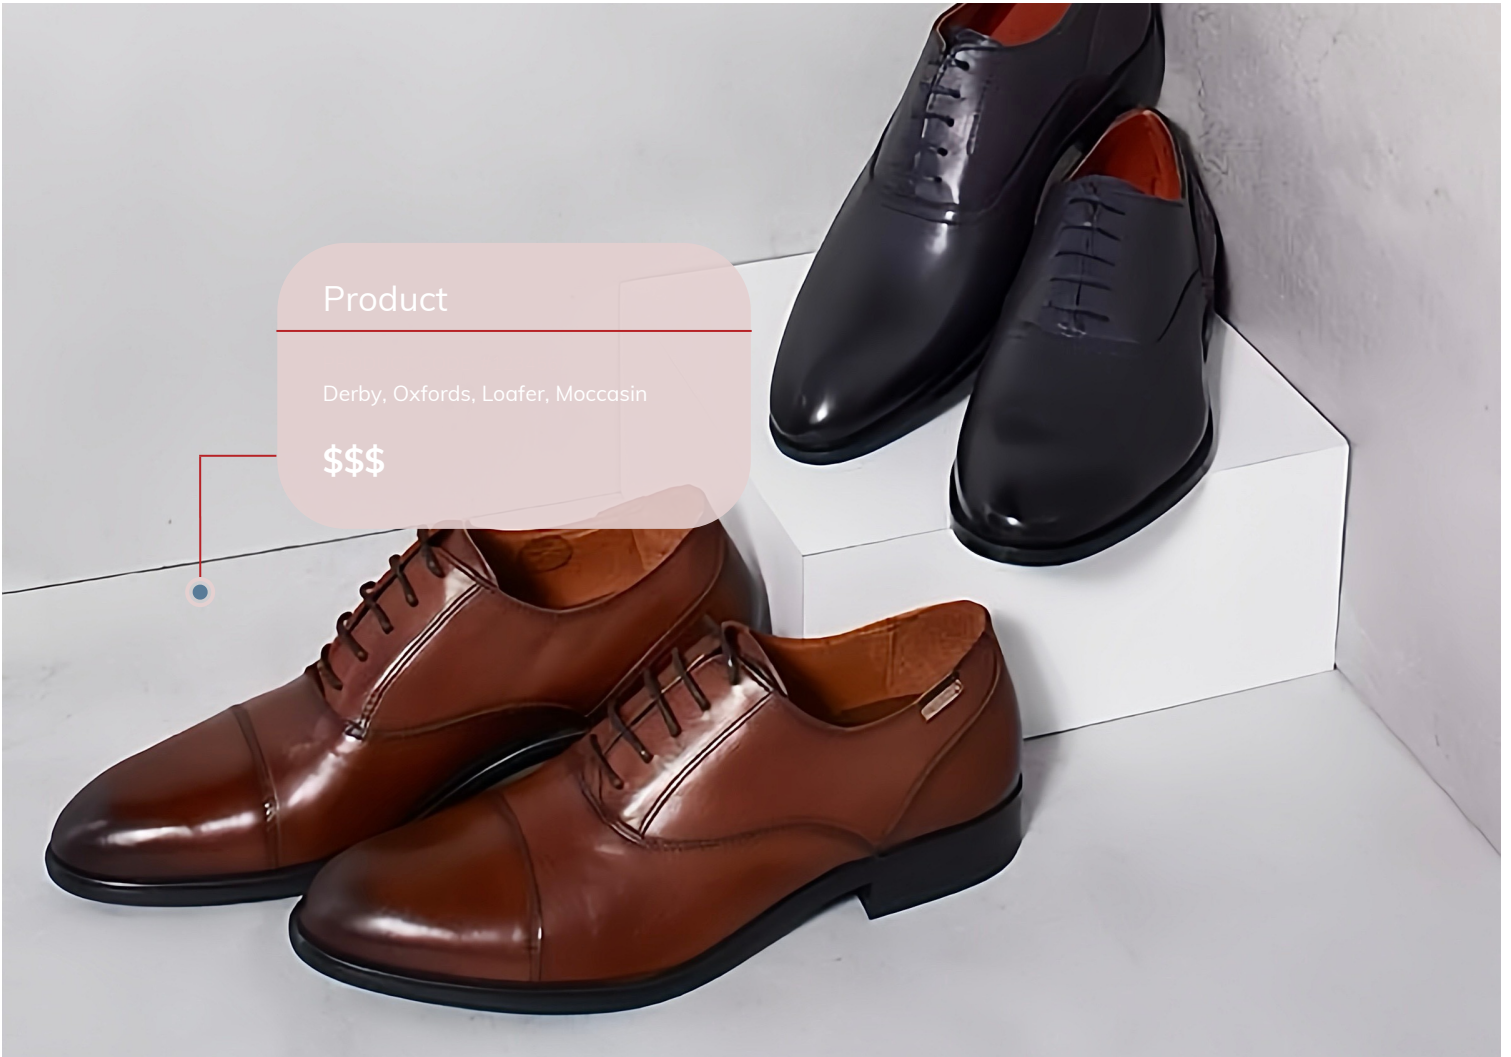 Product
Derby, Oxfords, Loafer, Moccasin
$$$